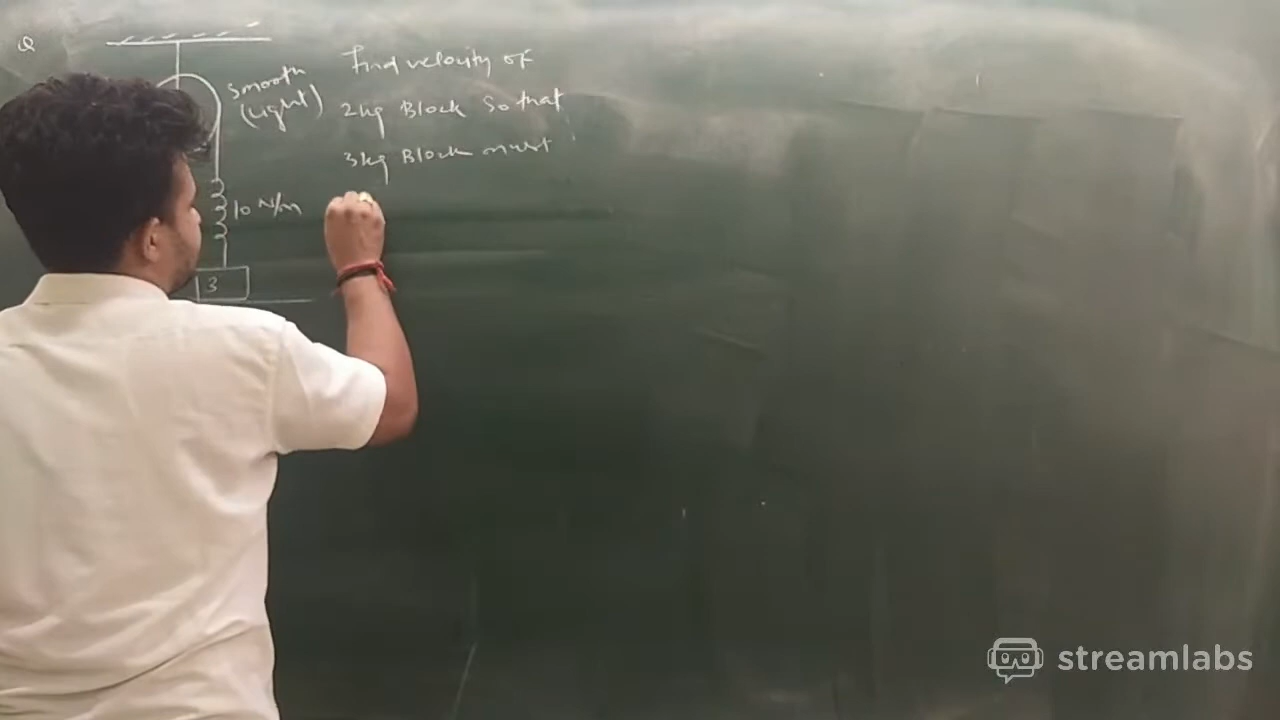 Q
Smooth
(light)
Find velocity of
2kg Block so that
3kg Block must
10 N/m
3
streamlabs